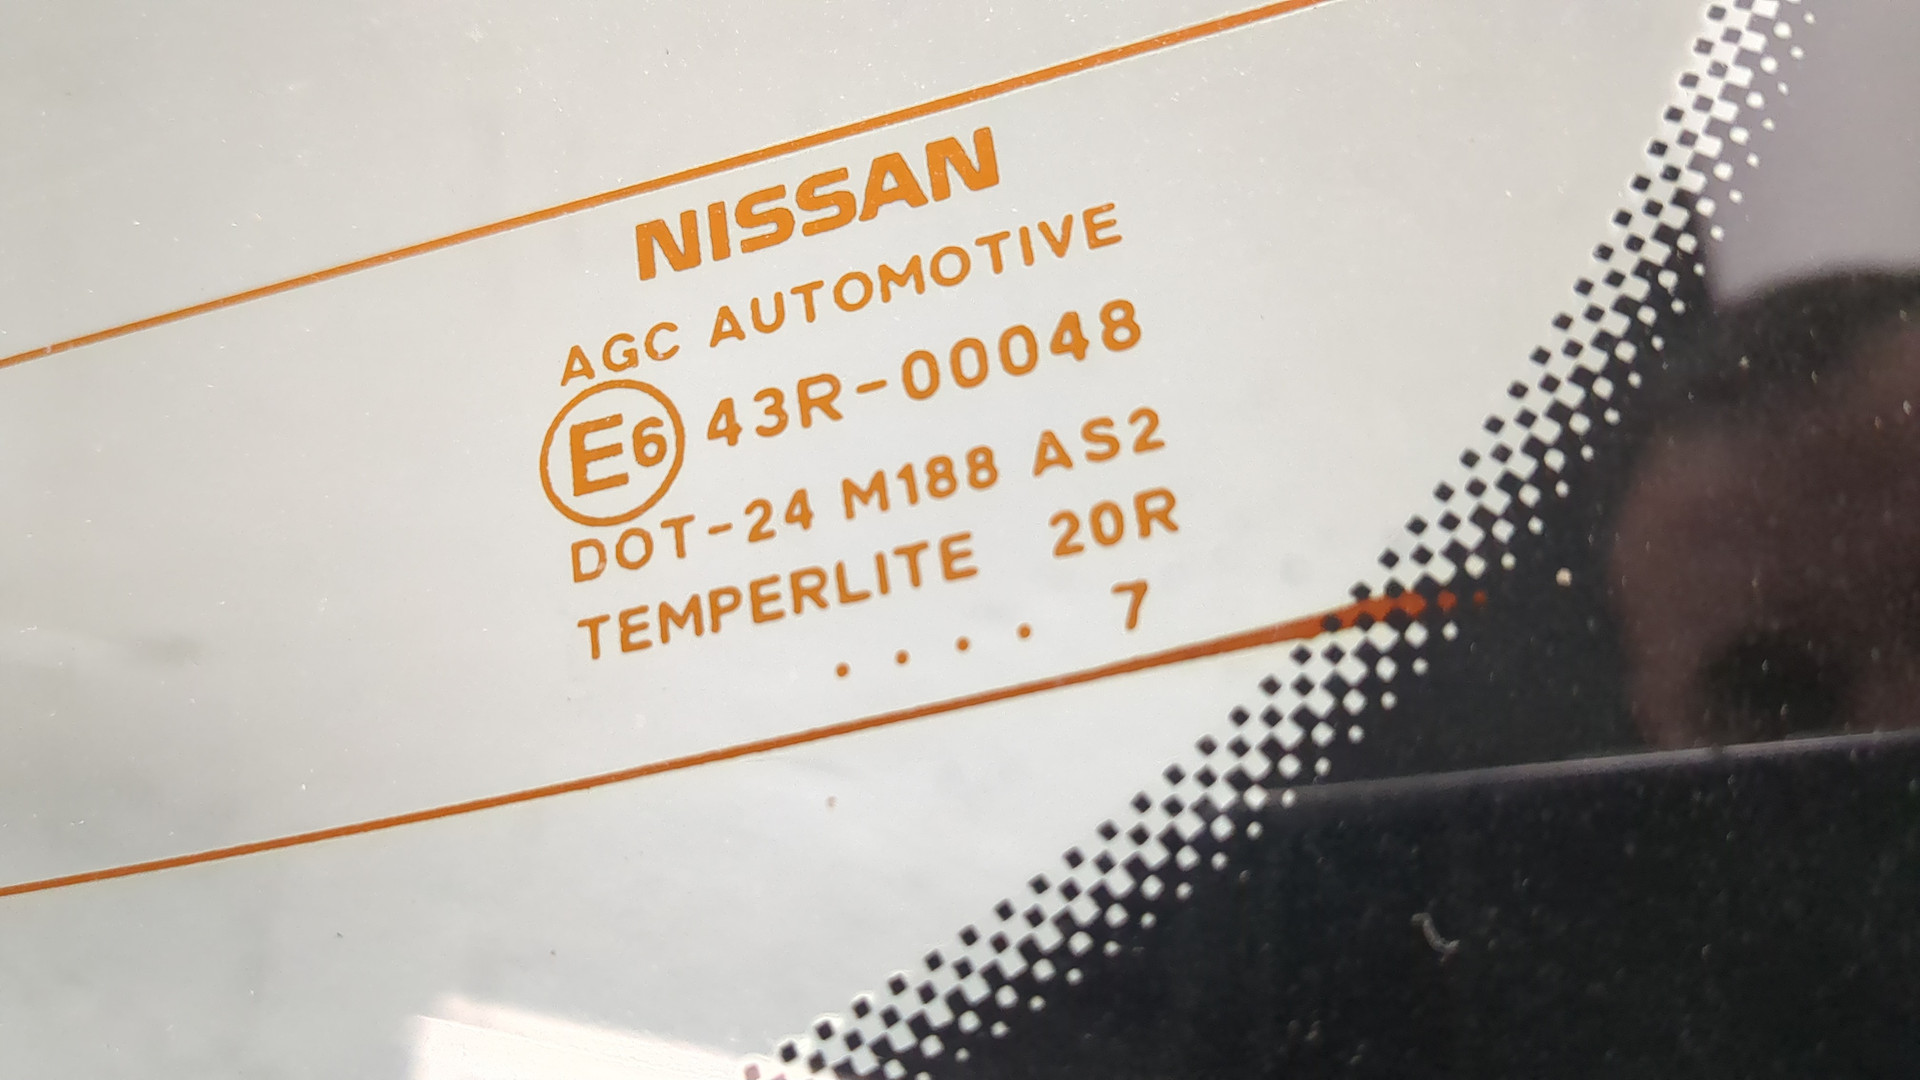 NISSAN
AGC AUTOMOTIVE
E6 43R-00048
DOT-24 M188 AS2
TEMPERLITE 20R
. . . . 7